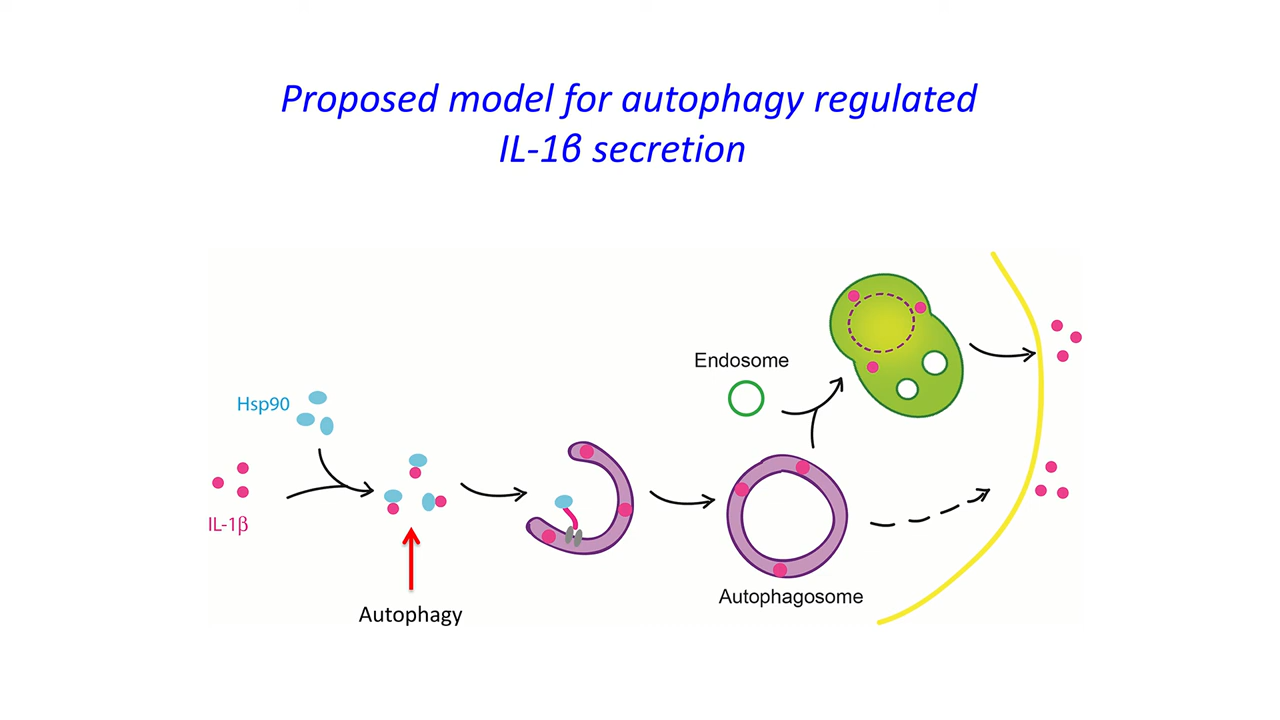 Proposed model for autophagy regulated
IL-1β secretion
Endosome
Hsp90
IL-1β
Autophagosome
Autophagy